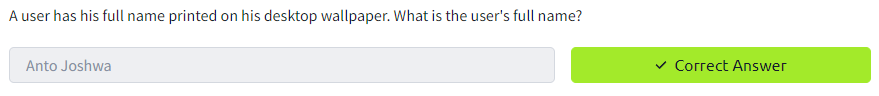 A user has his full name printed on his desktop wallpaper. What is the user's full name?
Anto Joshwa
✓ Correct Answer